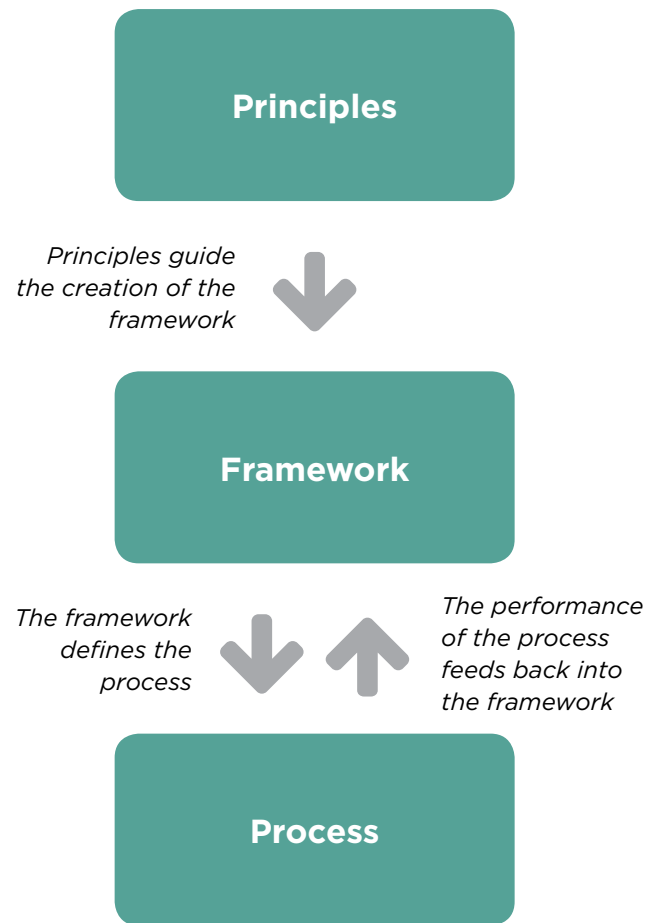 Principles
Principles guide
the creation of the
framework
Framework
The framework
defines the
process
The performance
of the process
feeds back into
the framework
Process